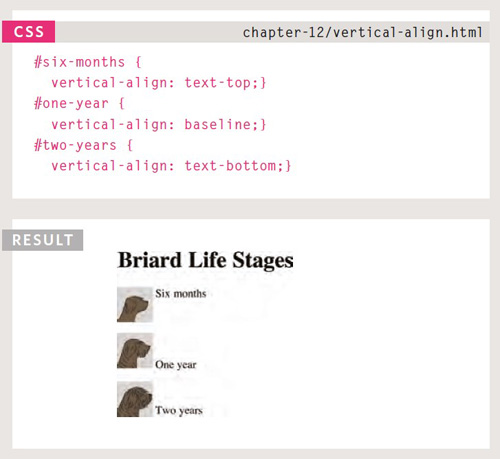 CSS
chapter-12/vertical-align.html
#six-months {
vertical-align: text-top;}
#one-year {
vertical-align: baseline;}
#two-years {
vertical-align: text-bottom;}
RESULT
Briard Life Stages
Six months
One year
Two years